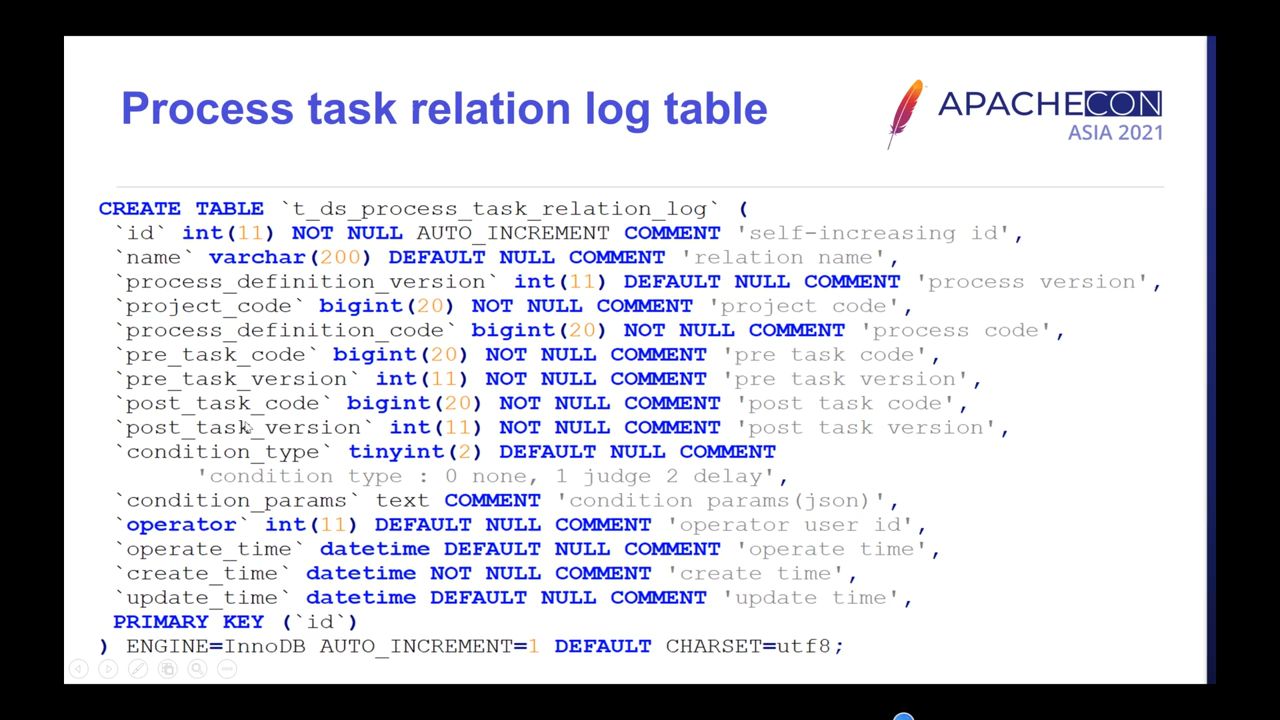 Process task relation log table
APACHECON
ASIA 2021
CREATE TABLE `t_ds_process_task_relation_log` (
`id` int(11) NOT NULL AUTO_INCREMENT COMMENT 'self-increasing id',
`name` varchar(200) DEFAULT NULL COMMENT 'relation name',
`process_definition_version` int(11) DEFAULT NULL COMMENT 'process version',
`project_code` bigint(20) NOT NULL COMMENT 'project code',
`process_definition_code` bigint(20) NOT NULL COMMENT 'process code',
`pre_task_code` bigint(20) NOT NULL COMMENT 'pre task code',
`pre_task_version` int(11) NOT NULL COMMENT 'pre task version',
`post_task_code` bigint(20) NOT NULL COMMENT 'post task code',
`post_task_version` int(11) NOT NULL COMMENT 'post task version',
`condition_type` tinyint(2) DEFAULT NULL COMMENT
'condition type : 0 none, 1 judge 2 delay',
`condition_params` text COMMENT 'condition params(json)',
`operator` int(11) DEFAULT NULL COMMENT 'operator user id',
`operate_time` datetime DEFAULT NULL COMMENT 'operate time',
`create_time` datetime NOT NULL COMMENT 'create time',
`update_time` datetime DEFAULT NULL COMMENT 'update time',
PRIMARY KEY (`id`)
) ENGINE=InnoDB AUTO_INCREMENT=1 DEFAULT CHARSET=utf8;